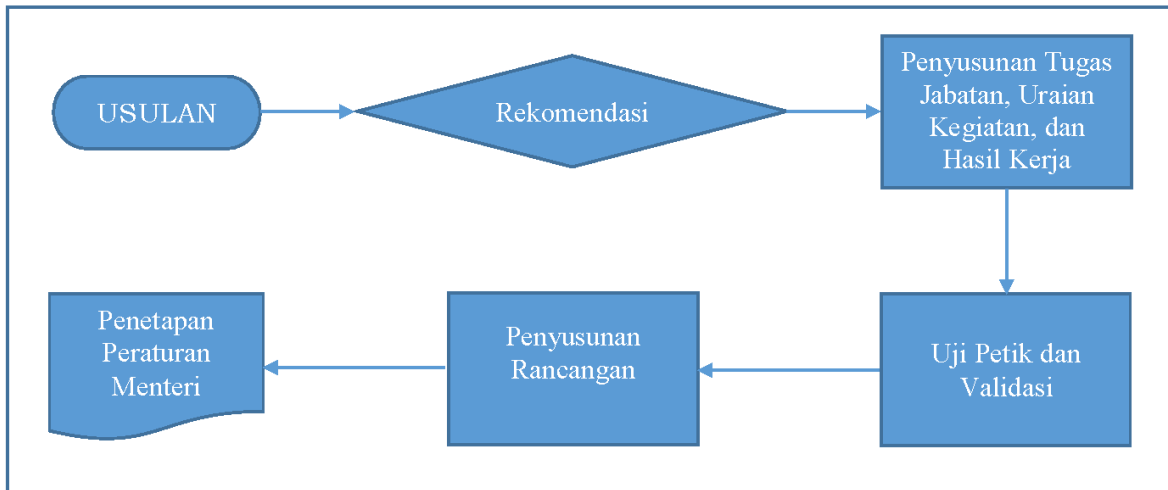 USULAN
Rekomendasi
Penyusunan Tugas
Jabatan, Uraian
Kegiatan, dan
Hasil Kerja
Uji Petik dan
Validasi
Penyusunan
Rancangan
Penetapan
Peraturan
Menteri